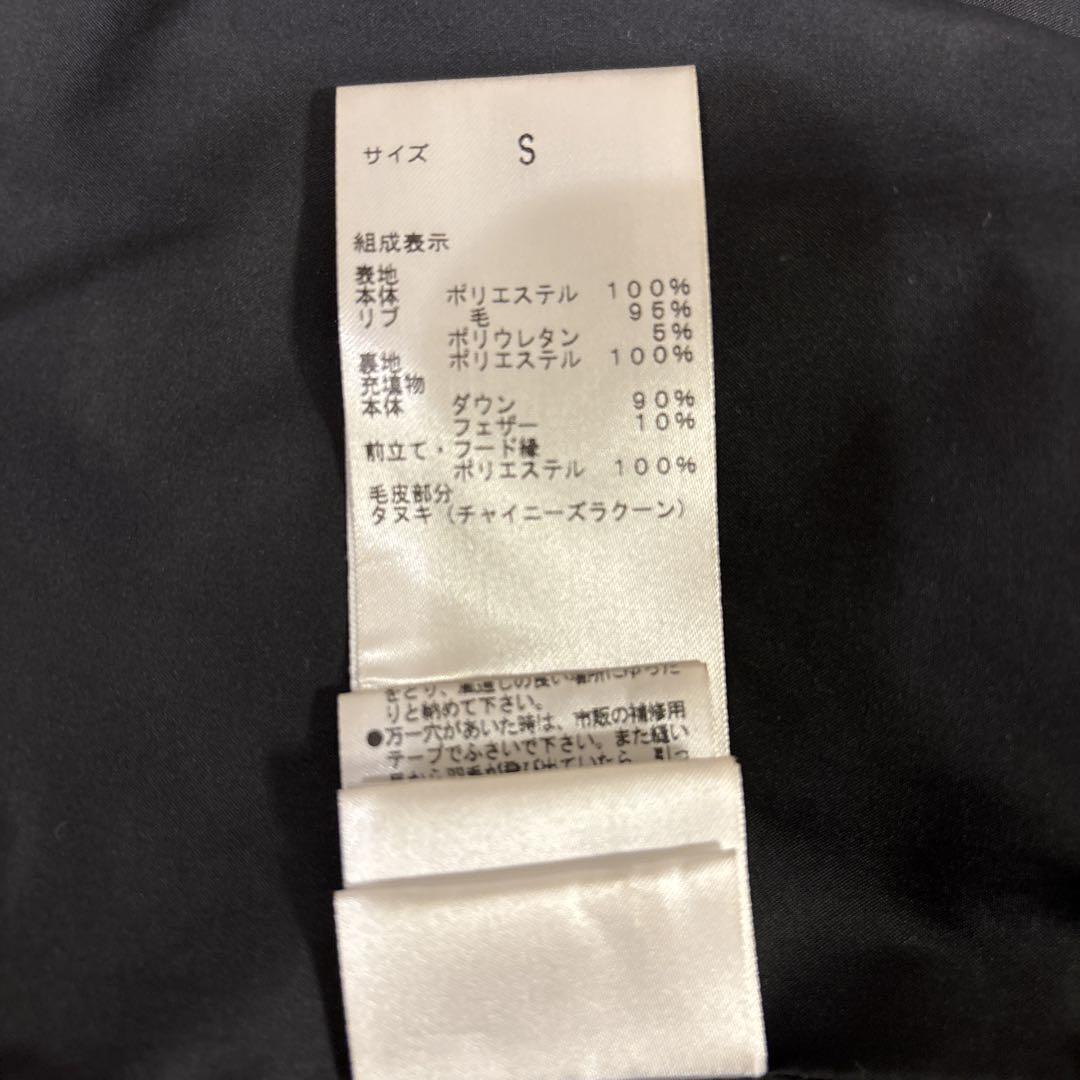 サイズ S
組成表示
表地
本体 ポリエステル 100%
リブ 毛 95%
ポリウレタン 5%
裏地 ポリエステル 100%
充填物
本体 ダウン 90%
フェザー 10%
前立て・フード縁
ポリエステル 100%
毛皮部分
タヌキ(チャイニーズラクーン)
りと納めて下さい。
●万一穴があいた時は、市販の補修用
テープでふさいで下さい。また縫い